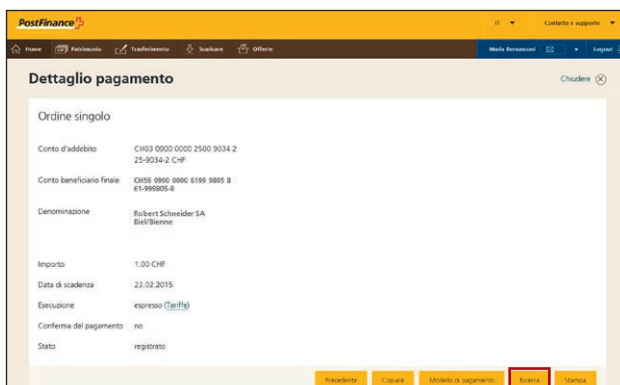 PostFinance
IT Contatto e supporto
Home Patrimonio Trasferimento Scaricare Offerte Maria Bernasconi Logout
Dettaglio pagamento Chiudere
Ordine singolo
Conto d'addebito CH03 0900 0000 2500 9034 2
25-9034-2 CHF
Conto beneficiario finale CH59 0900 0000 6199 9805 8
61-999805-8
Denominazione Robert Schneider SA
Biel/Bienne
Importo 1.00 CHF
Data di scadenza 23.02.2015
Esecuzione espresso (Tariffe)
Conferma del pagamento no
Stato registrato
Precedente Copiare Modello di pagamento Ricerca Stampa